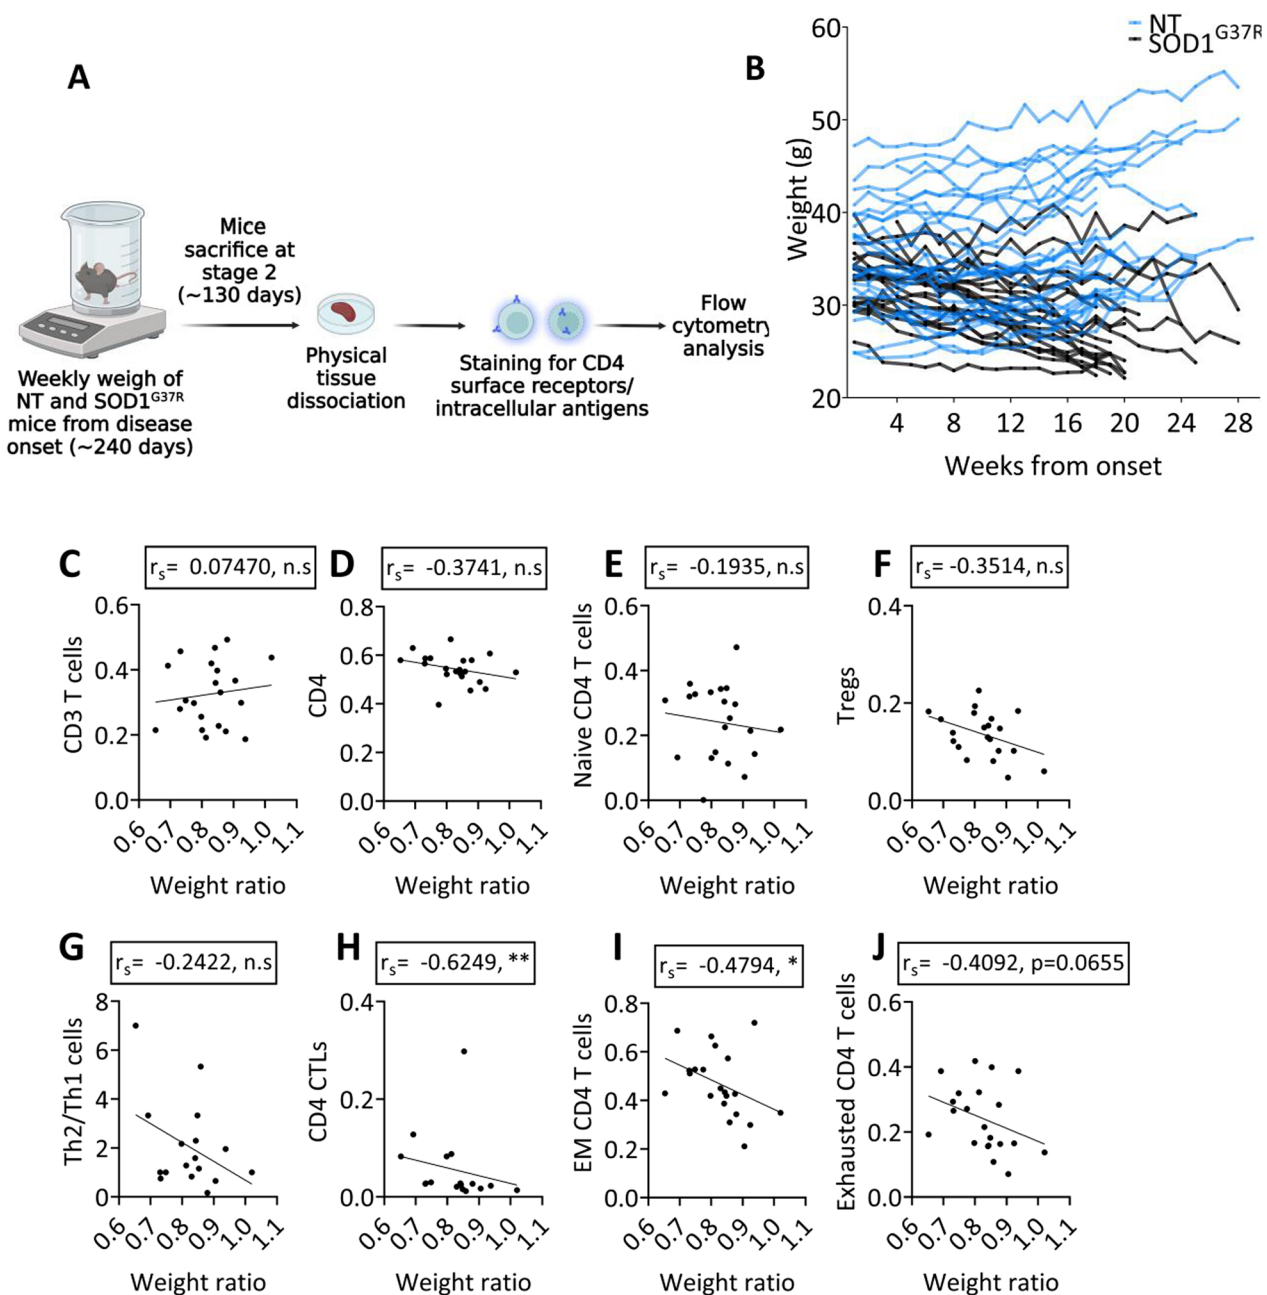 A
Mice
sacrifice at
stage 2
(~130 days)
Weekly weigh of
NT and SOD1G37R
mice from disease
onset (~240 days)
Physical
tissue
dissociation
Staining for CD4
surface receptors/
intracellular antigens
Flow
cytometry
analysis
B
NT
SOD1G37R
Weight (g)
60
50
40
30
20
4 8 12 16 20 24 28
Weeks from onset
C
rs= 0.07470, n.s
CD3 T cells
0.6
0.4
0.2
0.0
0.6 0.7 0.8 0.9 1.0 1.1
Weight ratio
D
rs= -0.3741, n.s
CD4
0.8
0.6
0.4
0.2
0.0
0.6 0.7 0.8 0.9 1.0 1.1
Weight ratio
E
rs= -0.1935, n.s
Naive CD4 T cells
0.6
0.4
0.2
0.0
0.6 0.7 0.8 0.9 1.0 1.1
Weight ratio
F
rs= -0.3514, n.s
Tregs
0.4
0.2
0.0
0.6 0.7 0.8 0.9 1.0 1.1
Weight ratio
G
rs= -0.2422, n.s
Th2/Th1 cells
8
6
4
2
0
0.6 0.7 0.8 0.9 1.0 1.1
Weight ratio
H
rs= -0.6249, **
CD4 CTLs
0.4
0.2
0.0
0.6 0.7 0.8 0.9 1.0 1.1
Weight ratio
I
rs= -0.4794, *
EM CD4 T cells
0.8
0.6
0.4
0.2
0.0
0.6 0.7 0.8 0.9 1.0 1.1
Weight ratio
J
rs= -0.4092, p=0.0655
Exhausted CD4 T cells
0.6
0.4
0.2
0.0
0.6 0.7 0.8 0.9 1.0 1.1
Weight ratio